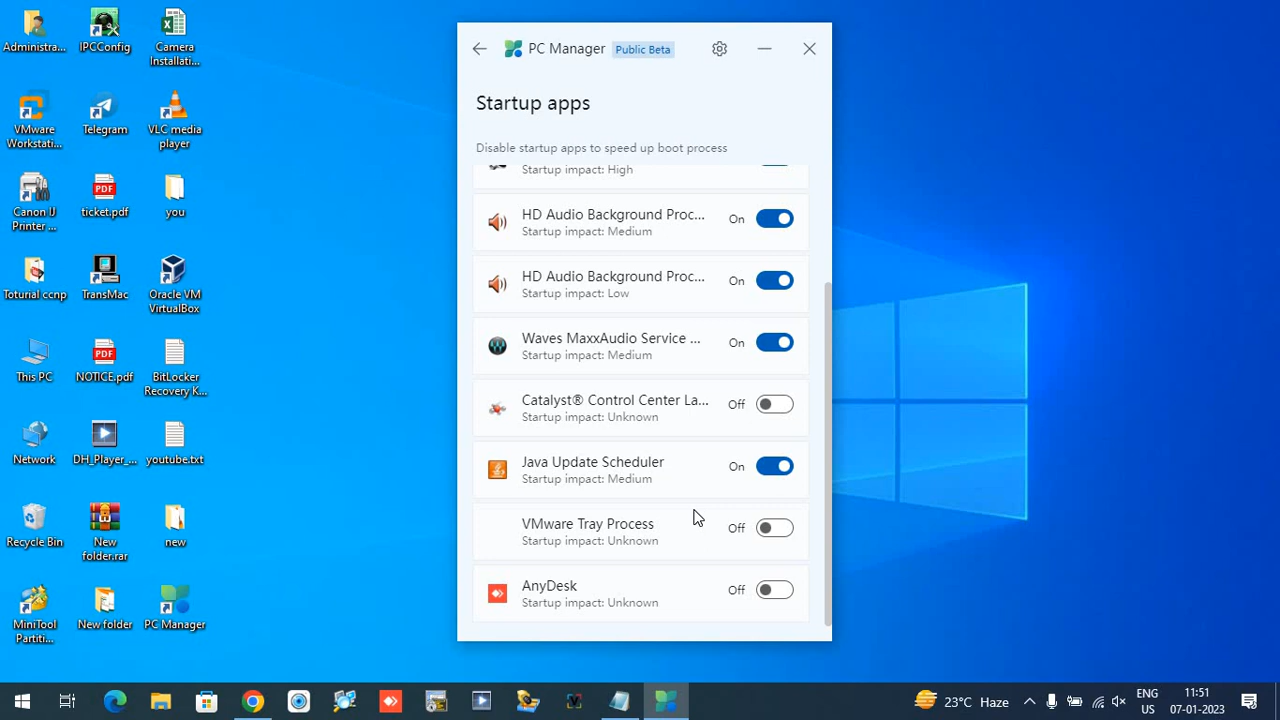 Administra...
IPCConfig
Camera
Installati...
VMware
Workstati...
Telegram
VLC media
player
Canon IJ
Printer ...
ticket.pdf
you
Toturial ccnp
TransMac
Oracle VM
VirtualBox
This PC
NOTICE.pdf
BitLocker
Recovery K...
Network
DH_Player_...
youtube.txt
Recycle Bin
New
folder.rar
new
MiniTool
Partiti...
New folder
PC Manager
PC Manager Public Beta
Startup apps
Disable startup apps to speed up boot process
Startup impact: High
HD Audio Background Proc... On
Startup impact: Medium
HD Audio Background Proc... On
Startup impact: Low
Waves MaxxAudio Service ... On
Startup impact: Medium
Catalyst® Control Center La... Off
Startup impact: Unknown
Java Update Scheduler On
Startup impact: Medium
VMware Tray Process Off
Startup impact: Unknown
AnyDesk Off
Startup impact: Unknown
23°C Haze
ENG
US
11:51
07-01-2023